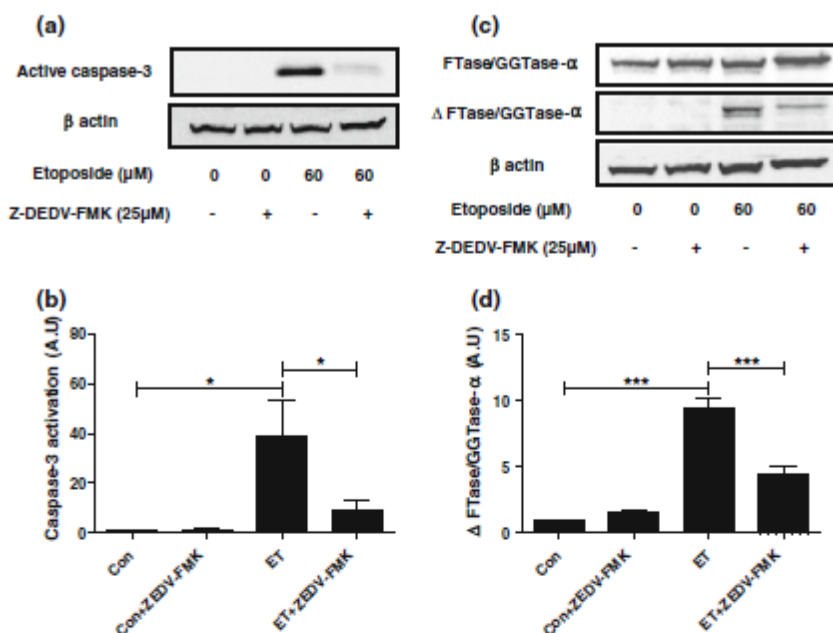 (a)
Active caspase-3
β actin
Etoposide (μM) 0 0 60 60
Z-DEDV-FMK (25μM) - + - +
(c)
FTase/GGTase-α
Δ FTase/GGTase-α
β actin
Etoposide (μM) 0 0 60 60
Z-DEDV-FMK (25μM) - + - +
(b)
Caspase-3 activation (A.U)
80
60
40
20
0
*
*
Con
Con+ZEDV-FMK
ET
ET+ZEDV-FMK
(d)
Δ FTase/GGTase-α (A.U)
15
10
5
0
***
***
Con
Con+ZEDV-FMK
ET
ET+ZEDV-FMK